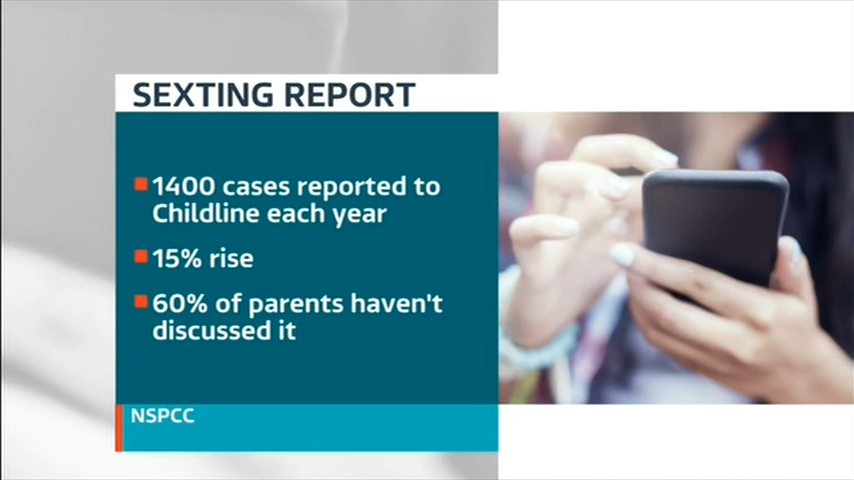 SEXTING REPORT
1400 cases reported to
Childline each year
15% rise
60% of parents haven't
discussed it
NSPCC